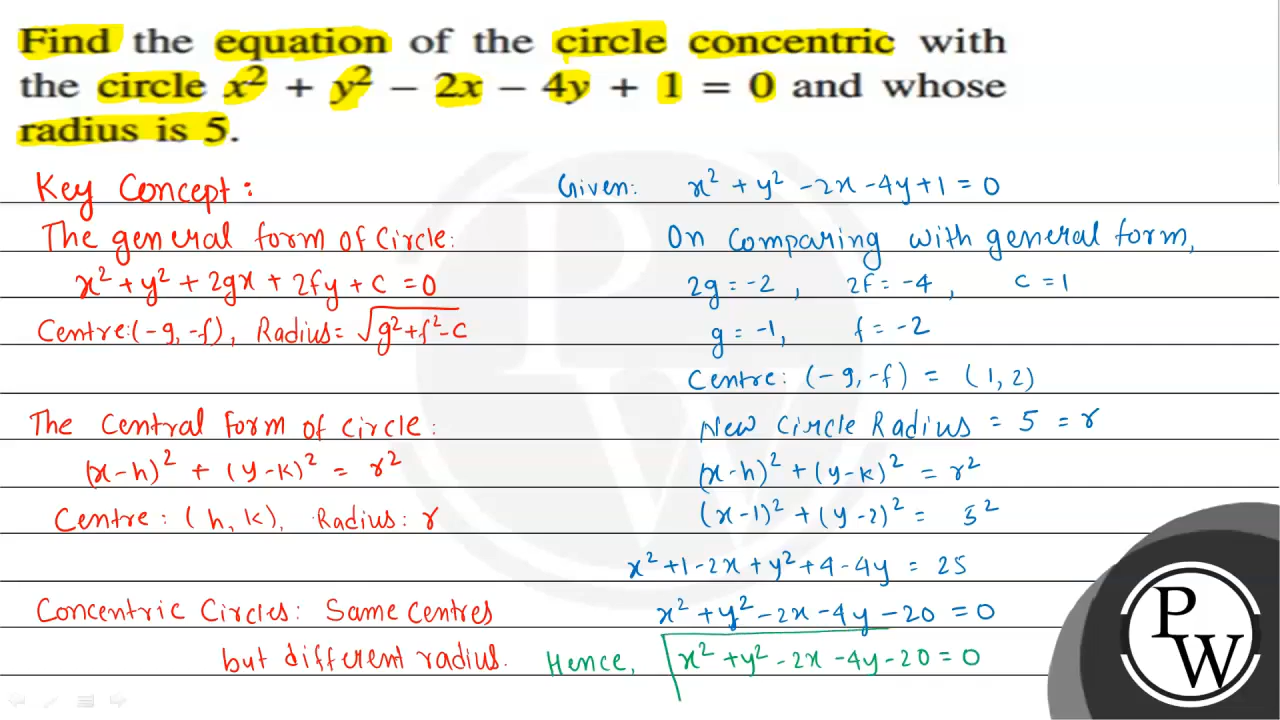 Find the equation of the circle concentric with
the circle x² + y² − 2x − 4y + 1 = 0 and whose
radius is 5.
Key Concept:
The general form of Circle:
x² + y² + 2gx + 2fy + c = 0
Centre: (-g, -f), Radius = √(g² + f² - c)
The Central form of Circle:
(x-h)² + (y-k)² = r²
Centre: (h, k), Radius: r
Concentric Circles: Same Centres
but different radius.
Given: x² + y² - 2x - 4y + 1 = 0
On Comparing with general form,
2g = -2, 2f = -4, c = 1
g = -1, f = -2
Centre: (-g, -f) = (1, 2)
New Circle Radius = 5 = r
(x-h)² + (y-k)² = r²
(x-1)² + (y-2)² = 5²
x² + 1 - 2x + y² + 4 - 4y = 25
x² + y² - 2x - 4y - 20 = 0
Hence, x² + y² - 2x - 4y - 20 = 0
PW